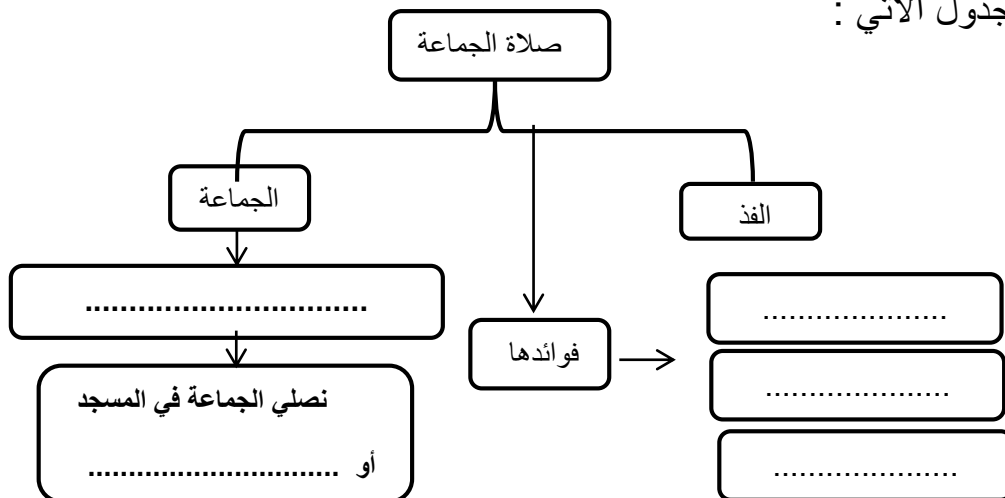 جدول الآتي :
صلاة الجماعة
الفذ
الجماعة
فوائدها
................................
.....................
.....................
.....................
نصلي الجماعة في المسجد
أو ..............................